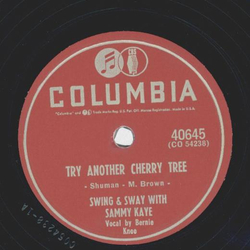 COLUMBIA
40645
(CO 54238)
TRY ANOTHER CHERRY TREE
- Shuman - M. Brown -
SWING & SWAY WITH
SAMMY KAYE
Vocal by Bernie
Knee